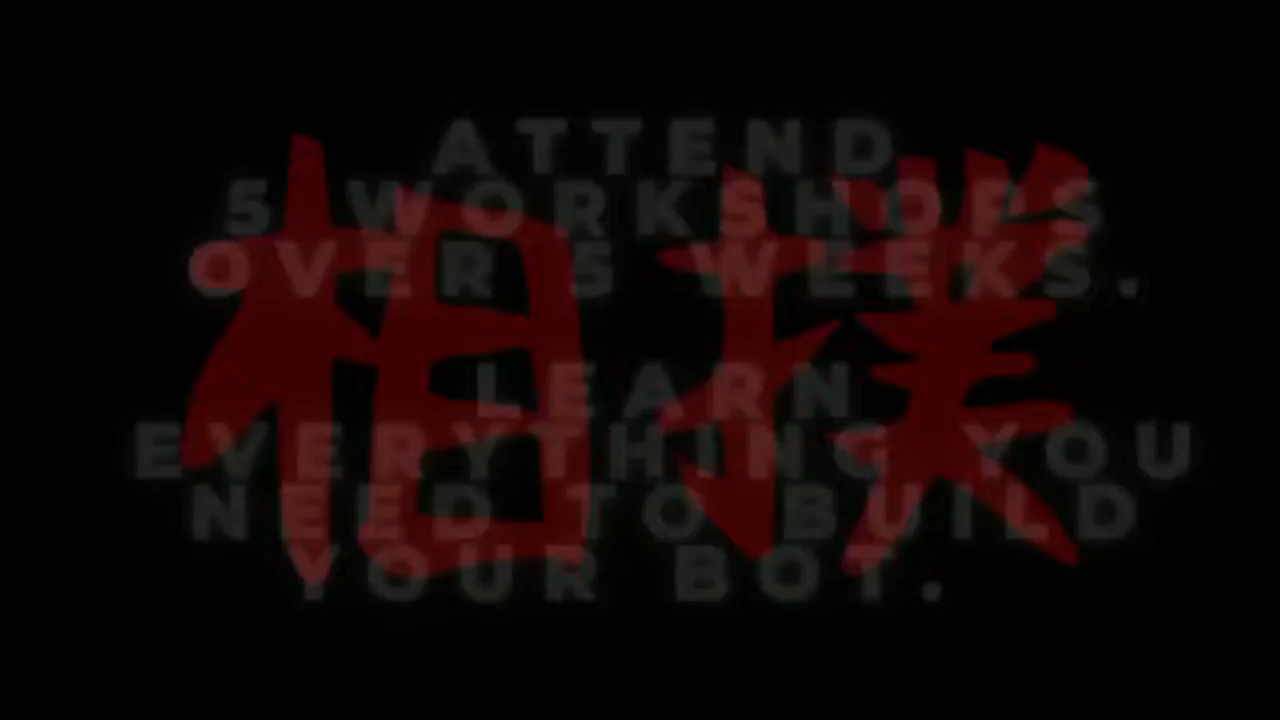 ATTEND
5 WORKSHOPS
OVER 5 WEEKS.
相撲
LEARN
EVERYTHING YOU
NEED TO BUILD
YOUR BOT.